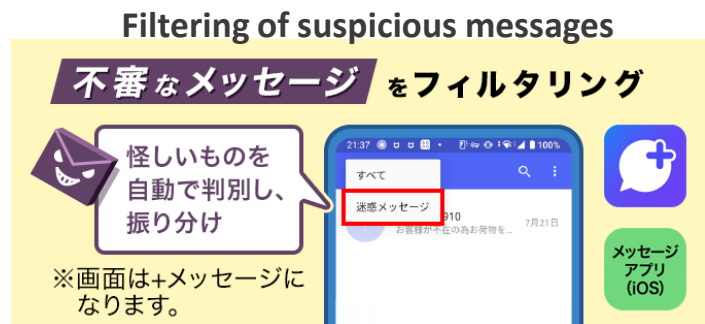 Filtering of suspicious messages
不審なメッセージをフィルタリング
怪しいものを
自動で判別し、
振り分け
※画面は+メッセージに
なります。
21:37
100%
すべて
迷惑メッセージ
910
7月21日
お客様が不在の為お荷物を...
メッセージ
アプリ
(iOS)